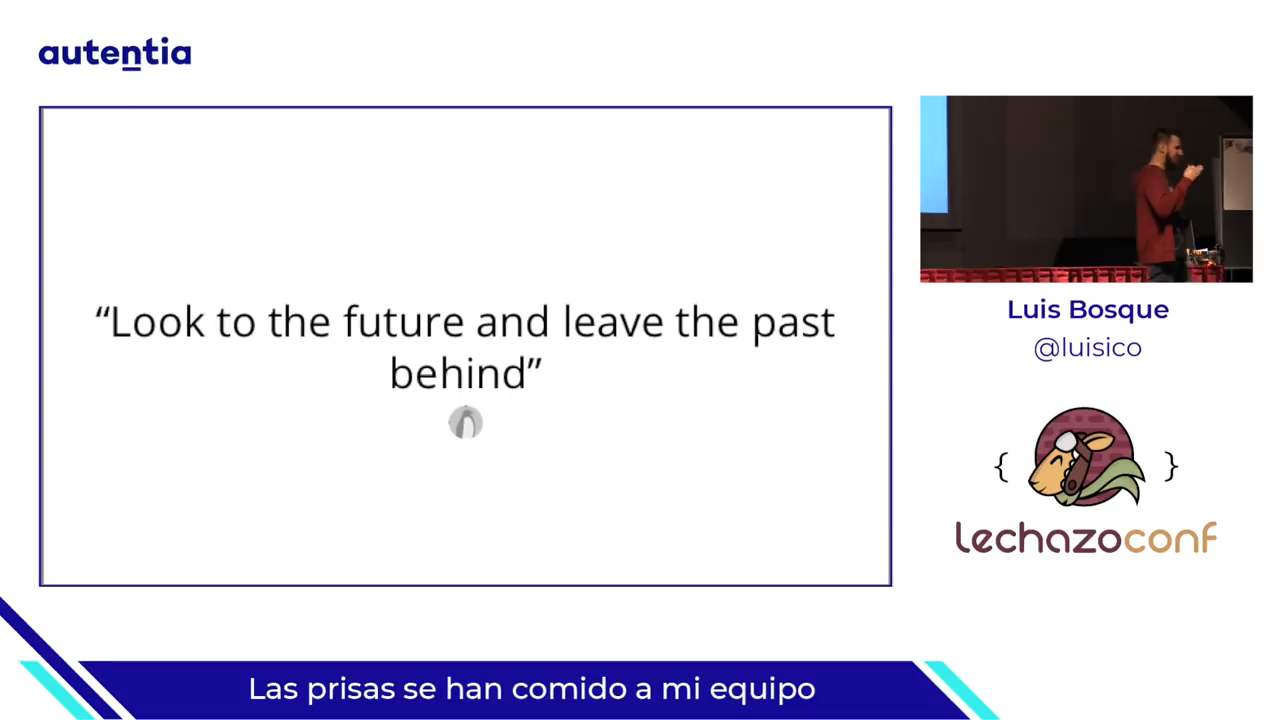 autentia
“Look to the future and leave the past
behind”
Luis Bosque
@luisico
{ }
lechazoconf
Las prisas se han comido a mi equipo